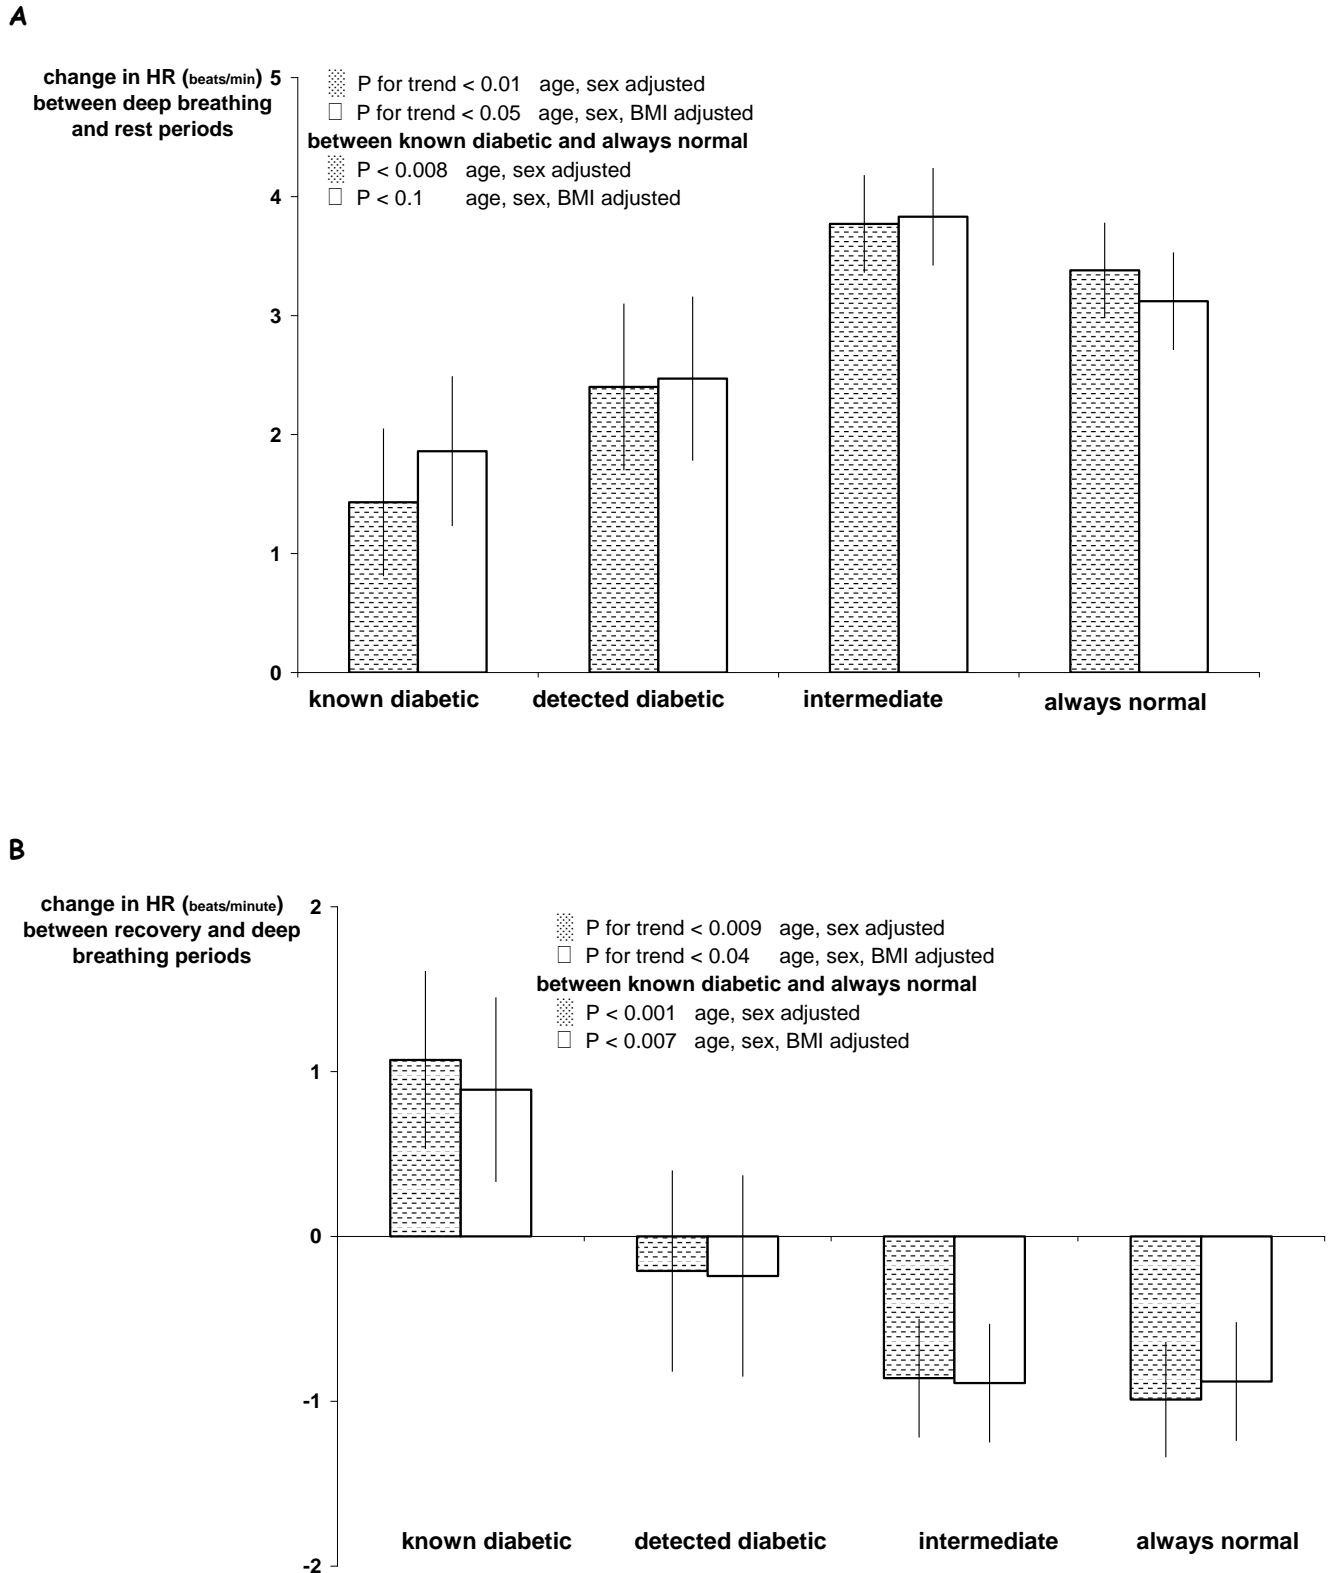 A
change in HR (beats/min)
between deep breathing
and rest periods
5
4
3
2
1
0
P for trend < 0.01 age, sex adjusted
P for trend < 0.05 age, sex, BMI adjusted
between known diabetic and always normal
P < 0.008 age, sex adjusted
P < 0.1 age, sex, BMI adjusted
known diabetic detected diabetic intermediate always normal
B
change in HR (beats/minute)
between recovery and deep
breathing periods
2
1
0
-1
-2
P for trend < 0.009 age, sex adjusted
P for trend < 0.04 age, sex, BMI adjusted
between known diabetic and always normal
P < 0.001 age, sex adjusted
P < 0.007 age, sex, BMI adjusted
known diabetic detected diabetic intermediate always normal